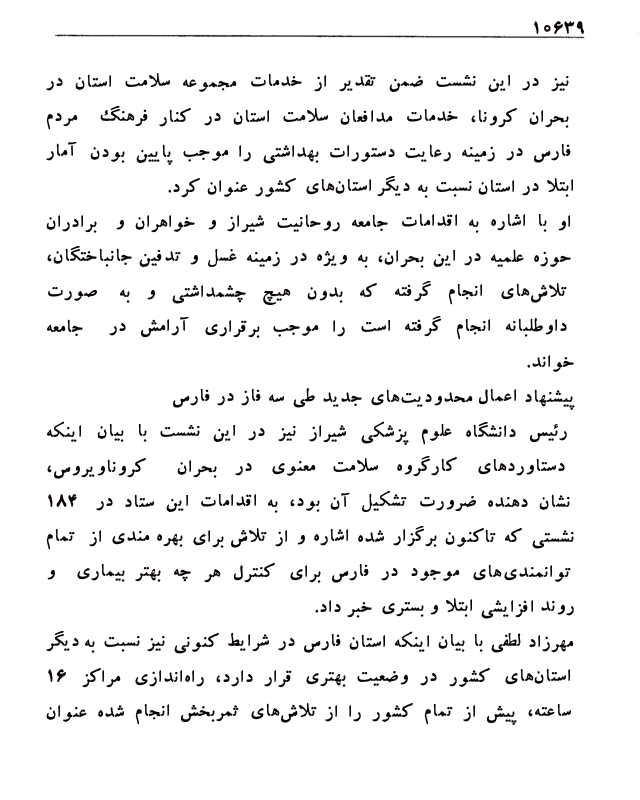 ۱۰۶۳۹
نیز در این نشست ضمن تقدیر از خدمات مجموعه سلامت استان در
بحران کرونا، خدمات مدافعان سلامت استان در کنار فرهنگ مردم
فارس در زمینه رعایت دستورات بهداشتی را موجب پایین بودن آمار
ابتلا در استان نسبت به دیگر استان‌های کشور عنوان کرد.
او با اشاره به اقدامات جامعه روحانیت شیراز و خواهران و برادران
حوزه علمیه در این بحران، به ویژه در زمینه غسل و تدفین جانباختگان،
تلاش‌های انجام گرفته که بدون هیچ چشمداشتی و به صورت
داوطلبانه انجام گرفته است را موجب برقراری آرامش در جامعه
خواند.
پیشنهاد اعمال محدودیت‌های جدید طی سه فاز در فارس
رئیس دانشگاه علوم پزشکی شیراز نیز در این نشست با بیان اینکه
دستاوردهای کارگروه سلامت معنوی در بحران کروناویروس،
نشان دهنده ضرورت تشکیل آن بود، به اقدامات این ستاد در ۱۸۴
نشستی که تاکنون برگزار شده اشاره و از تلاش برای بهره مندی از تمام
توانمندی‌های موجود در فارس برای کنترل هر چه بهتر بیماری و
روند افزایشی ابتلا و بستری خبر داد.
مهرزاد لطفی با بیان اینکه استان فارس در شرایط کنونی نیز نسبت به دیگر
استان‌های کشور در وضعیت بهتری قرار دارد، راه‌اندازی مراکز ۱۶
ساعته، پیش از تمام کشور را از تلاش‌های ثمربخش انجام شده عنوان